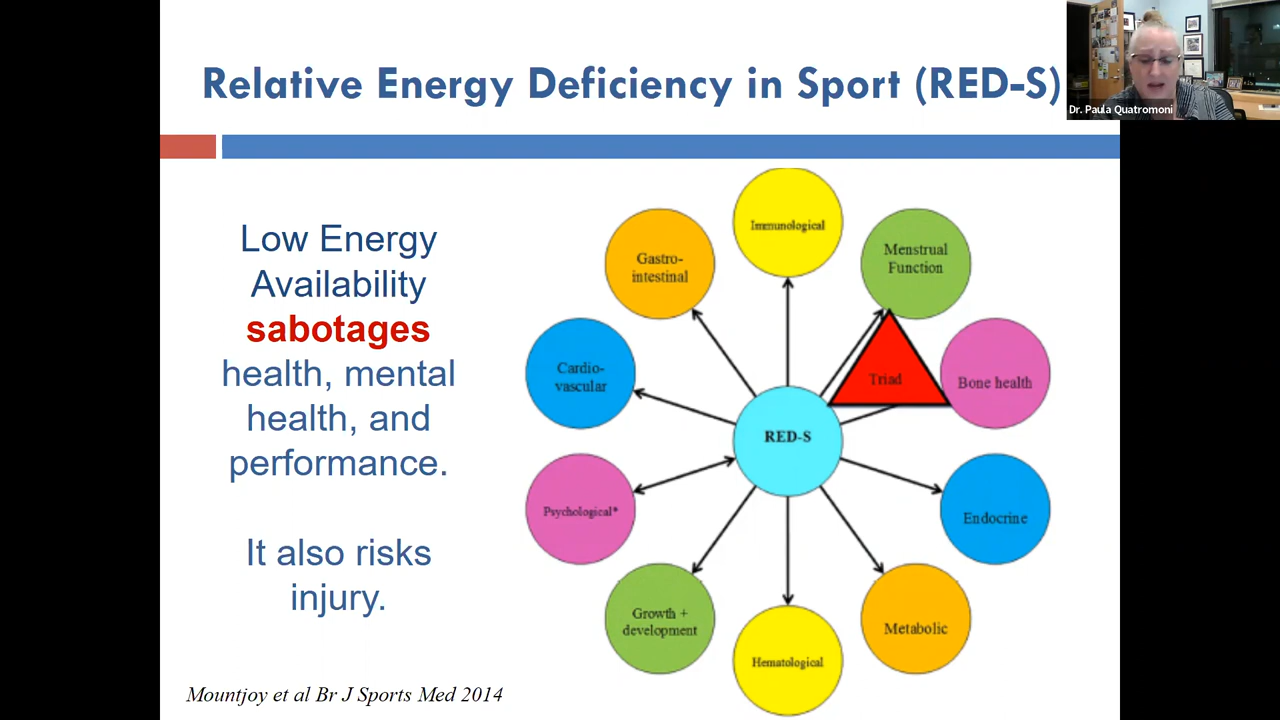 Relative Energy Deficiency in Sport (RED-S)
Dr. Paula Quatromoni
Low Energy
Availability
sabotages
health, mental
health, and
performance.
It also risks
injury.
Immunological
Gastro-
intestinal
Menstrual
Function
Cardio-
vascular
Triad
Bone health
RED-S
Psychological*
Endocrine
Growth +
development
Metabolic
Hematological
Mountjoy et al Br J Sports Med 2014